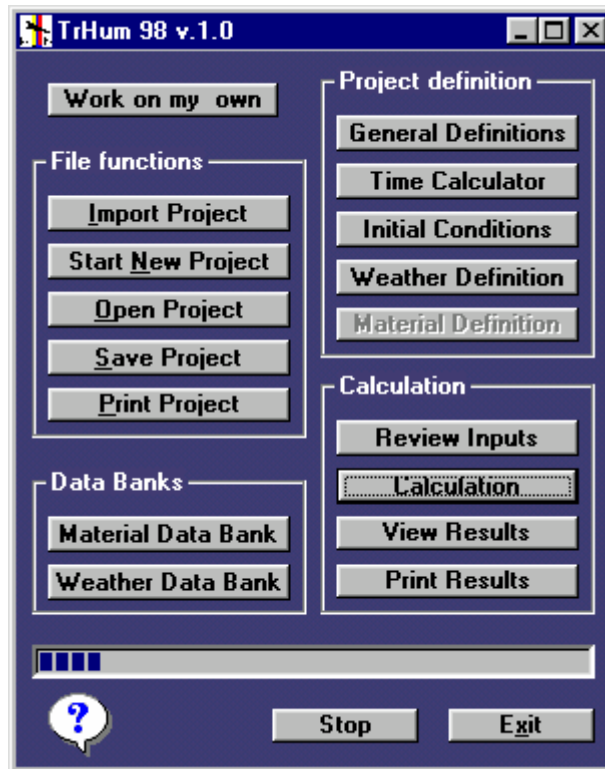 TrHum 98 v.1.0
Work on my own
File functions
Import Project
Start New Project
Open Project
Save Project
Print Project
Data Banks
Material Data Bank
Weather Data Bank
Project definition
General Definitions
Time Calculator
Initial Conditions
Weather Definition
Material Definition
Calculation
Review Inputs
Calculation
View Results
Print Results
?
Stop
Exit